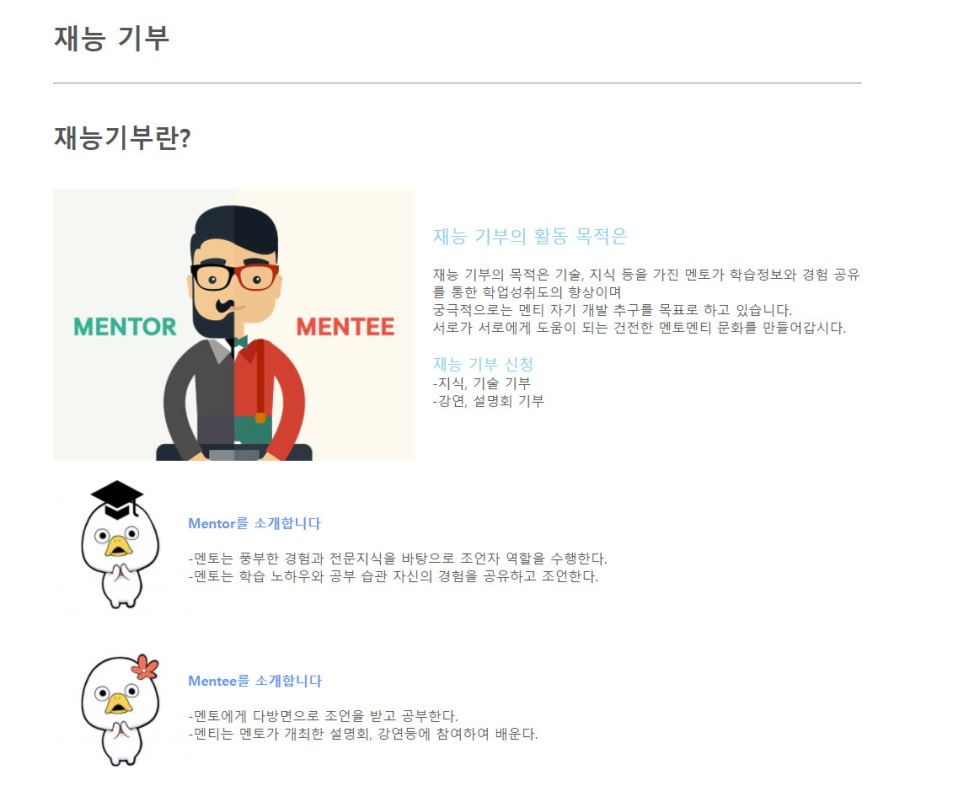 재능 기부
재능기부란?
MENTOR
MENTEE
재능 기부의 활동 목적은
재능 기부의 목적은 기술, 지식 등을 가진 멘토가 학습정보와 경험 공유
를 통한 학업성취도의 향상이며
궁극적으로는 멘티 자기 개발 추구를 목표로 하고 있습니다.
서로가 서로에게 도움이 되는 건전한 멘토멘티 문화를 만들어갑시다.
재능 기부 신청
-지식, 기술 기부
-강연, 설명회 기부
Mentor를 소개합니다
-멘토는 풍부한 경험과 전문지식을 바탕으로 조언자 역할을 수행한다.
-멘토는 학습 노하우와 공부 습관 자신의 경험을 공유하고 조언한다.
Mentee를 소개합니다
-멘토에게 다방면으로 조언을 받고 공부한다.
-멘티는 멘토가 개최한 설명회, 강연등에 참여하여 배운다.